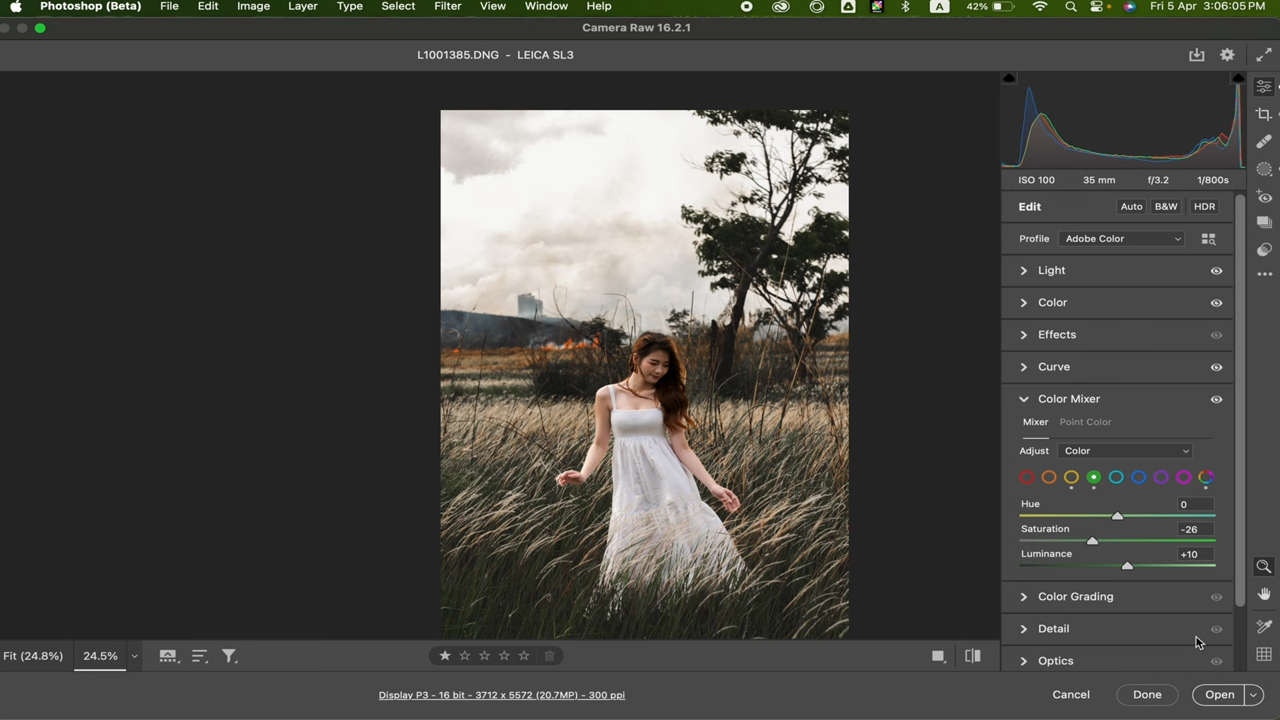 Photoshop (Beta) File Edit Image Layer Type Select Filter View Window Help A 42% Fri 5 Apr 3:06:05 PM
Camera Raw 16.2.1
L1001385.DNG - LEICA SL3
ISO 100 35 mm f/3.2 1/800s
Edit Auto B&W HDR
Profile Adobe Color
Light
Color
Effects
Curve
Color Mixer
Mixer Point Color
Adjust Color
Hue 0
Saturation -26
Luminance +10
Color Grading
Detail
Optics
Fit (24.8%) 24.5%
Display P3 - 16 bit - 3712 x 5572 (20.7MP) - 300 ppi
Cancel Done Open